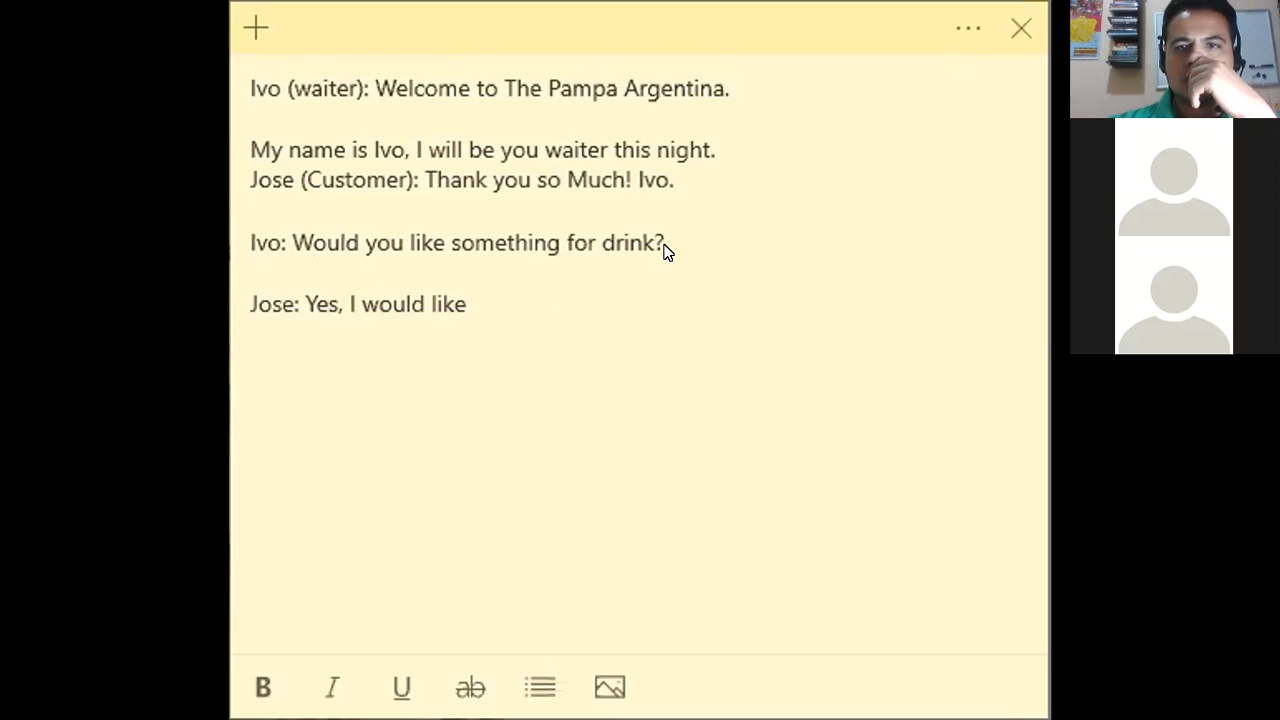 Ivo (waiter): Welcome to The Pampa Argentina.
My name is Ivo, I will be you waiter this night.
Jose (Customer): Thank you so Much! Ivo.
Ivo: Would you like something for drink?
Jose: Yes, I would like
B I U ab